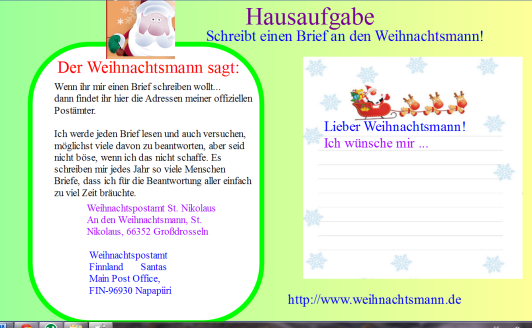 Hausaufgabe
Schreibt einen Brief an den Weihnachtsmann!
Der Weihnachtsmann sagt:
Wenn ihr mir einen Brief schreiben wollt...
dann findet ihr hier die Adressen meiner offiziellen
Postämter.
Ich werde jeden Brief lesen und auch versuchen,
möglichst viele davon zu beantworten, aber seid
nicht böse, wenn ich das nicht schaffe. Es
schreiben mir jedes Jahr so viele Menschen
Briefe, dass ich für die Beantwortung aller einfach
zu viel Zeit bräuchte.
Weihnachtspostamt St. Nikolaus
An den Weihnachtsmann, St.
Nikolaus, 66352 Großdrosseln
Weihnachtspostamt
Finnland Santas
Main Post Office,
FIN-96930 Napapiiri
Lieber Weihnachtsmann!
Ich wünsche mir ...
http://www.weihnachtsmann.de